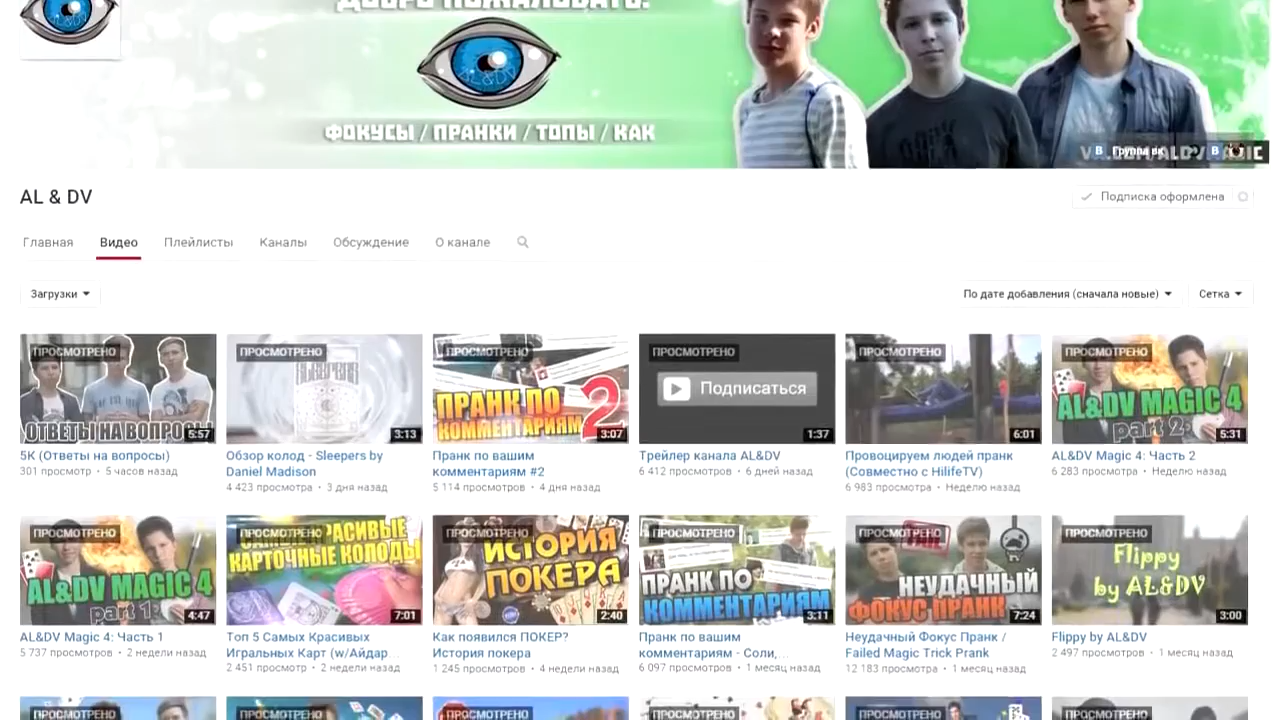 ДОБРО ПОЖАЛОВАТЬ!
AL&DV
ФОКУСЫ / ПРАНКИ / ТОПЫ / КАК
Группа вк
AL & DV
Подписка оформлена
Главная
Видео
Плейлисты
Каналы
Обсуждение
О канале
Загрузки
По дате добавления (сначала новые)
Сетка
ПРОСМОТРЕНО
ОТВЕТЫ НА ВОПРОСЫ
5:57
5K (Ответы на вопросы)
301 просмотр • 5 часов назад
ПРОСМОТРЕНО
3:13
Обзор колод - Sleepers by
Daniel Madison
4 423 просмотра • 3 дня назад
ПРОСМОТРЕНО
ПРАНК ПО
КОММЕНТАРИЯМ 2
3:07
Пранк по вашим
комментариям #2
5 114 просмотров • 4 дня назад
ПРОСМОТРЕНО
Подписаться
1:37
Трейлер канала AL&DV
6 412 просмотров • 6 дней назад
ПРОСМОТРЕНО
6:01
Провоцируем людей пранк
(Совместно с HilifeTV)
6 983 просмотра • Неделю назад
ПРОСМОТРЕНО
AL&DV MAGIC 4
part 2
5:31
AL&DV Magic 4: Часть 2
6 283 просмотра • Неделю назад
ПРОСМОТРЕНО
AL&DV MAGIC 4
part 1
4:47
AL&DV Magic 4: Часть 1
5 737 просмотров • 2 недели назад
ПРОСМОТРЕНО
КАРТОЧНЫЕ КОЛОДЫ
7:01
Топ 5 Самых Красивых
Игральных Карт (w/Айдар...
2 451 просмотр • 2 недели назад
ПРОСМОТРЕНО
ИСТОРИЯ
ПОКЕРА
2:40
Как появился ПОКЕР?
История покера
1 245 просмотров • 4 недели назад
ПРОСМОТРЕНО
ПРАНК ПО
КОММЕНТАРИЯМ
3:11
Пранк по вашим
комментариям - Соли,...
6 097 просмотров • 1 месяц назад
ПРОСМОТРЕНО
НЕУДАЧНЫЙ
ФОКУС ПРАНК
7:24
Неудачный Фокус Пранк /
Failed Magic Trick Prank
12 183 просмотра • 1 месяц назад
ПРОСМОТРЕНО
Flippy
by AL&DV
3:00
Flippy by AL&DV
2 497 просмотров • 1 месяц назад
ПРОСМОТРЕНО
ПРОСМОТРЕНО
ПРОСМОТРЕНО
ПРОСМОТРЕНО
ПРОСМОТРЕНО
ПРОСМОТРЕНО